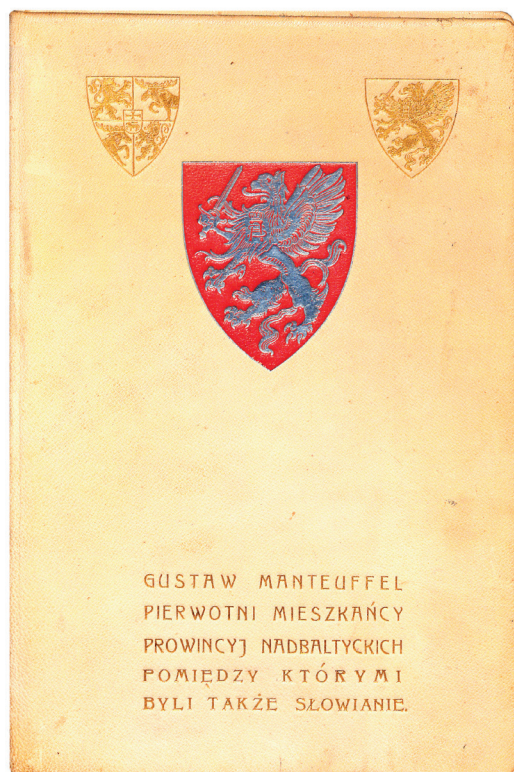 GUSTAW MANTEUFFEL
PIERWOTNI MIESZKAŃCY
PROWINCYJ NADBALTYCKICH
POMIĘDZY KTÓRYMI
BYLI TAKŻE SŁOWIANIE.